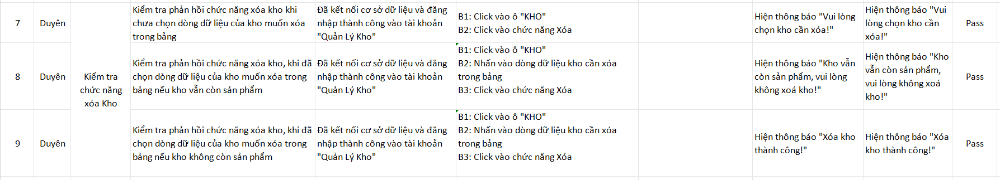 7
Duyên
Kiểm tra phản hồi chức năng xóa kho khi
chưa chọn dòng dữ liệu của kho muốn xóa
trong bảng
Đã kết nối cơ sở dữ liệu và đăng
nhập thành công vào tài khoản
"Quản Lý Kho"
B1: Click vào ô "KHO"
B2: Click vào chức năng Xóa
Hiện thông báo "Vui lòng
chọn kho cần xóa!"
Hiện thông báo "Vui
lòng chọn kho cần
xóa!"
Pass
8
Duyên
Kiểm tra
chức năng
xóa Kho
Kiểm tra phản hồi chức năng xóa kho, khi đã
chọn dòng dữ liệu của kho muốn xóa trong
bảng nếu kho vẫn còn sản phẩm
Đã kết nối cơ sở dữ liệu và đăng
nhập thành công vào tài khoản
"Quản Lý Kho"
B1: Click vào ô "KHO"
B2: Nhấn vào dòng dữ liệu kho cần xóa
trong bảng
B3: Click vào chức năng Xóa
Hiện thông báo "Kho vẫn
còn sản phẩm, vui lòng
không xoá kho!"
Hiện thông báo "Kho
vẫn còn sản phẩm,
vui lòng không xoá
kho!"
Pass
9
Duyên
Kiểm tra phản hồi chức năng xóa kho, khi đã
chọn dòng dữ liệu của kho muốn xóa trong
bảng nếu kho không còn sản phẩm
Đã kết nối cơ sở dữ liệu và đăng
nhập thành công vào tài khoản
"Quản Lý Kho"
B1: Click vào ô "KHO"
B2: Nhấn vào dòng dữ liệu kho cần xóa
trong bảng
B3: Click vào chức năng Xóa
Hiện thông báo "Xóa kho
thành công!"
Hiện thông báo "Xóa
kho thành công!"
Pass